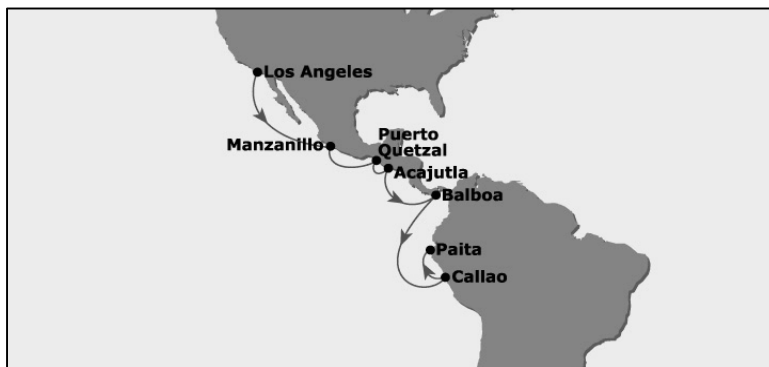 Los Angeles
Manzanillo
Puerto
Quetzal
Acajutla
Balboa
Paita
Callao